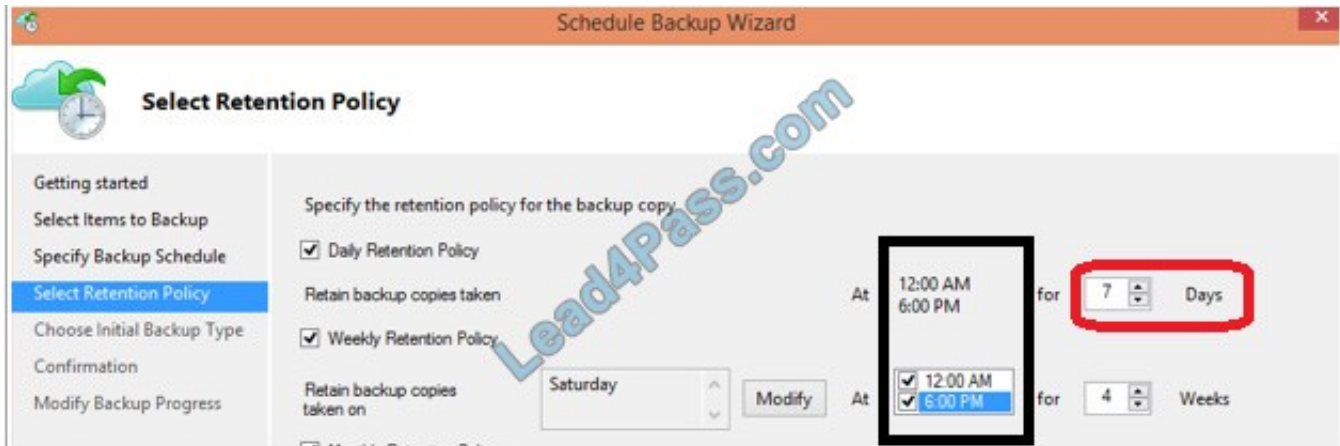 Schedule Backup Wizard
Select Retention Policy
Getting started
Select Items to Backup
Specify Backup Schedule
Select Retention Policy
Choose Initial Backup Type
Confirmation
Modify Backup Progress
Specify the retention policy for the backup copy
Daily Retention Policy
Retain backup copies taken
At
12:00 AM
6:00 PM
for
7
Days
Weekly Retention Policy
Retain backup copies
taken on
Saturday
Modify
At
12:00 AM
6:00 PM
for
4
Weeks
Lead4Pass.com